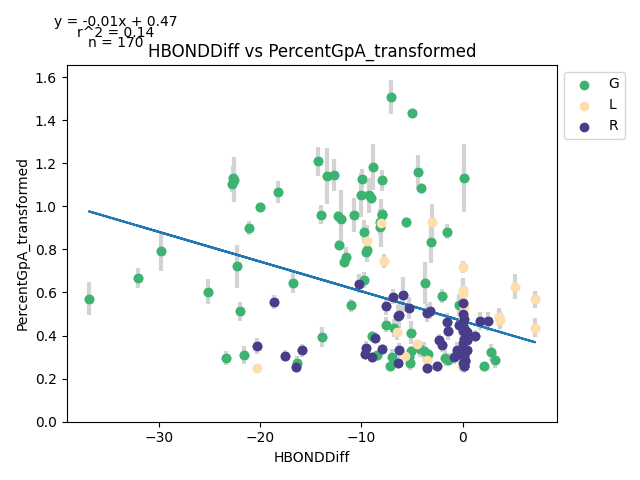 y = -0.01x + 0.47
r^2 = 0.14
n = 170
HBONDDiff vs PercentGpA_transformed
G
L
R
PercentGpA_transformed
1.6
1.4
1.2
1.0
0.8
0.6
0.4
0.2
0.0
−30
−20
−10
0
HBONDDiff